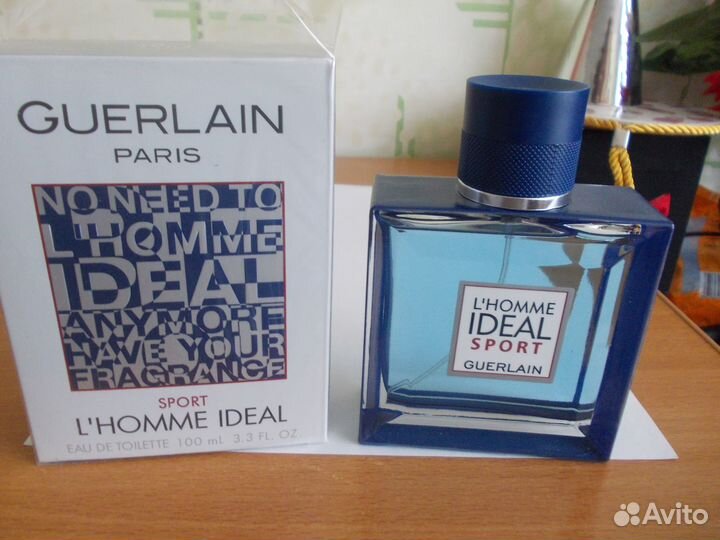 GUERLAIN
PARIS
NO NEED TO
L'HOMME
IDEAL
ANYMORE
HAVE YOUR
FRAGRANCE
SPORT
L'HOMME IDEAL
EAU DE TOILETTE 100 mL 3.3 FL. OZ
L'HOMME
IDEAL
SPORT
GUERLAIN
Avito